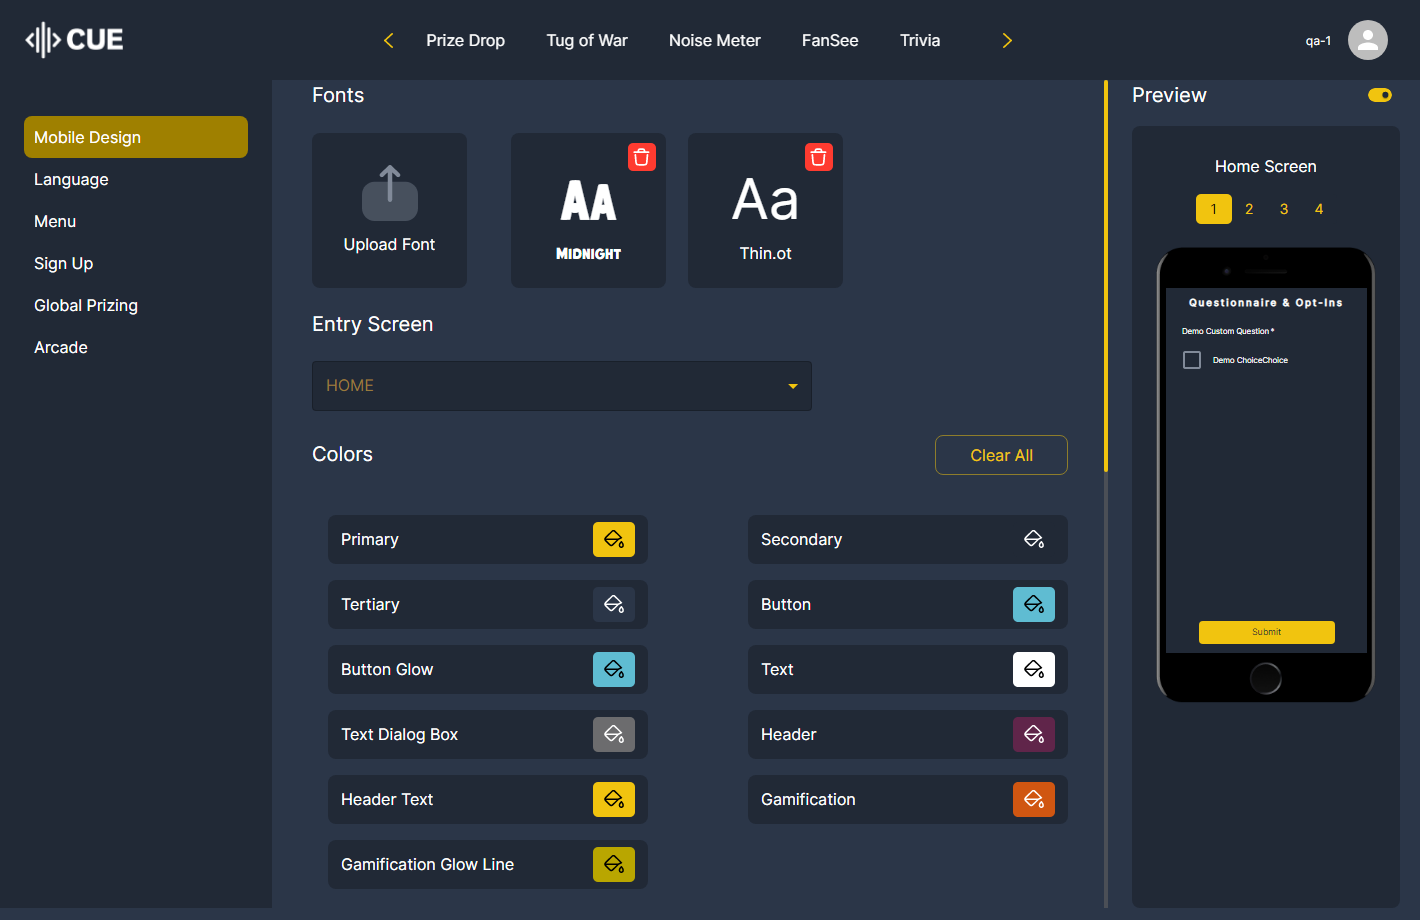 CUE
Prize Drop
Tug of War
Noise Meter
FanSee
Trivia
qa-1
Mobile Design
Language
Menu
Sign Up
Global Prizing
Arcade
Fonts
Upload Font
AA
MIDNIGHT
Aa
Thin.ot
Entry Screen
HOME
Colors
Clear All
Primary
Secondary
Tertiary
Button
Button Glow
Text
Text Dialog Box
Header
Header Text
Gamification
Gamification Glow Line
Preview
Home Screen
1 2 3 4
Questionnaire & Opt-Ins
Demo Custom Question *
Demo ChoiceChoice
Submit